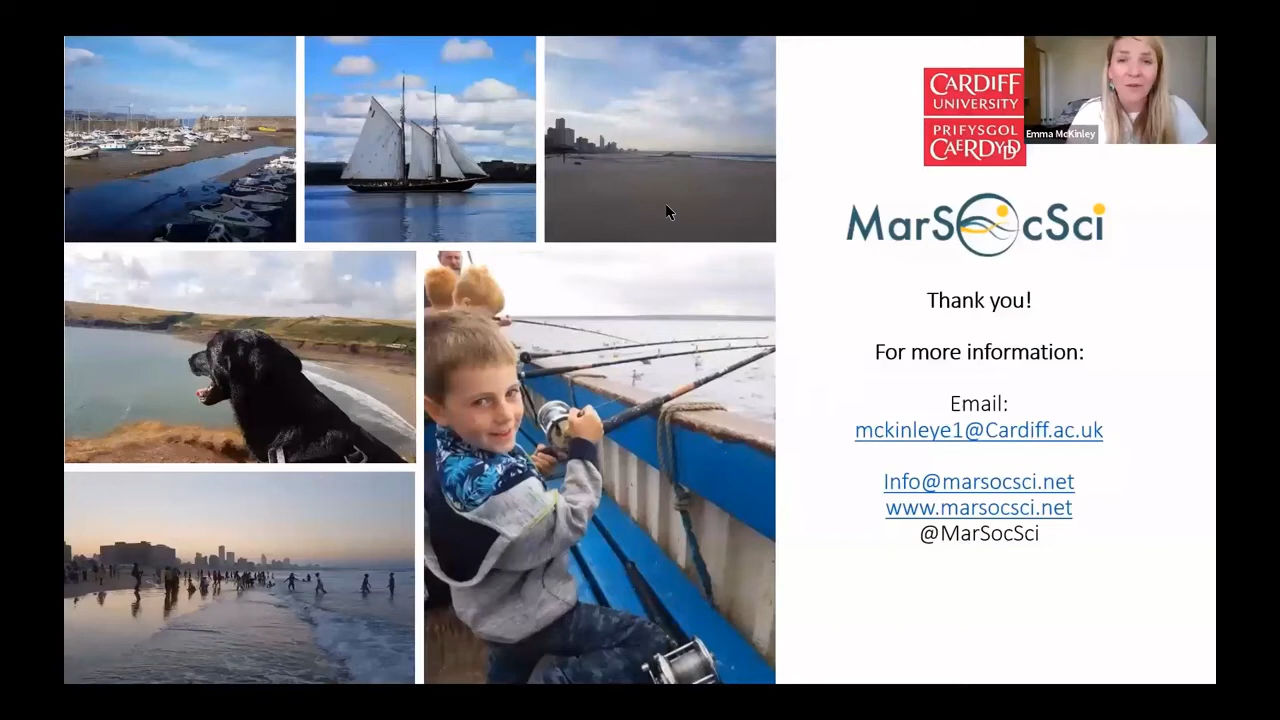 CARDIFF
UNIVERSITY
PRIFYSGOL
CAERDYDD
Emma McKinley
MarSocSci
Thank you!
For more information:
Email:
mckinleye1@Cardiff.ac.uk
Info@marsocsci.net
www.marsocsci.net
@MarSocSci